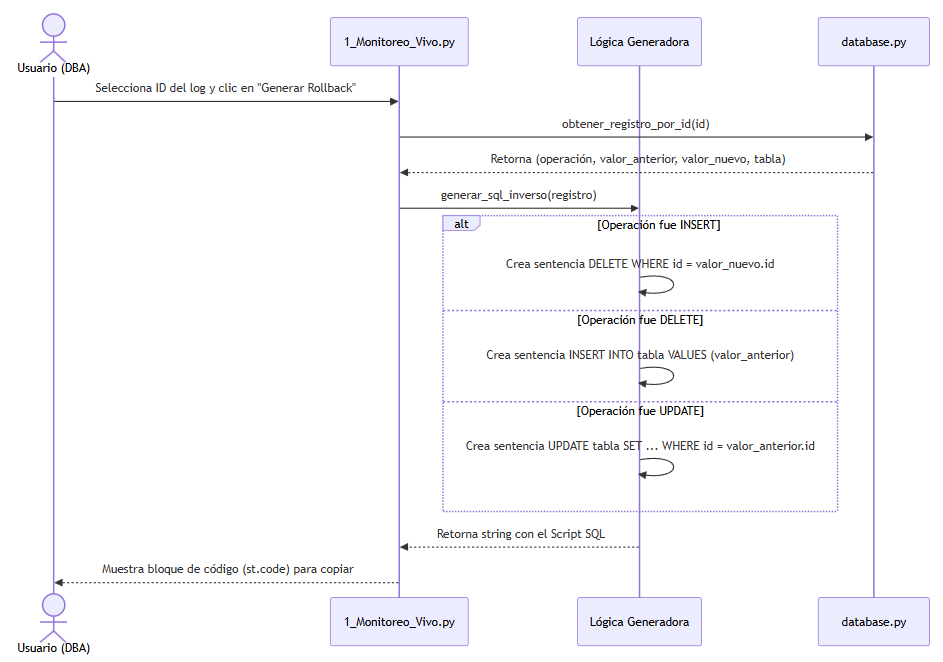 Usuario (DBA)
1_Monitoreo_Vivo.py
Lógica Generadora
database.py
Selecciona ID del log y clic en "Generar Rollback"
obtener_registro_por_id(id)
Retorna (operación, valor_anterior, valor_nuevo, tabla)
generar_sql_inverso(registro)
alt
[Operación fue INSERT]
Crea sentencia DELETE WHERE id = valor_nuevo.id
[Operación fue DELETE]
Crea sentencia INSERT INTO tabla VALUES (valor_anterior)
[Operación fue UPDATE]
Crea sentencia UPDATE tabla SET ... WHERE id = valor_anterior.id
Retorna string con el Script SQL
Muestra bloque de código (st.code) para copiar
Usuario (DBA)
1_Monitoreo_Vivo.py
Lógica Generadora
database.py